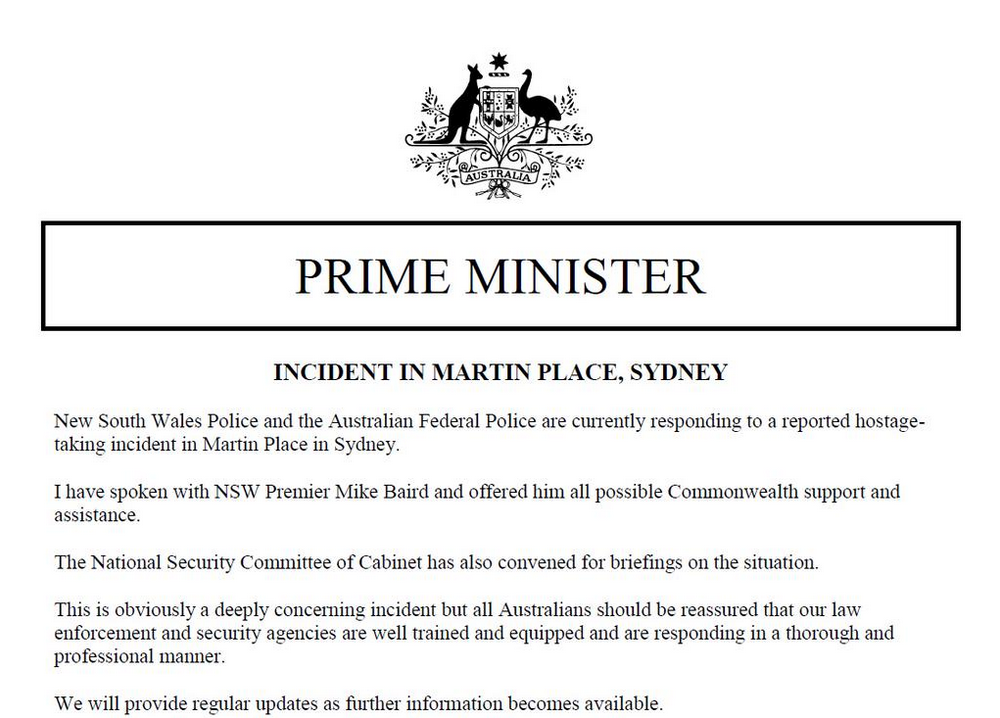 AUSTRALIA
PRIME MINISTER
INCIDENT IN MARTIN PLACE, SYDNEY
New South Wales Police and the Australian Federal Police are currently responding to a reported hostage-
taking incident in Martin Place in Sydney.
I have spoken with NSW Premier Mike Baird and offered him all possible Commonwealth support and
assistance.
The National Security Committee of Cabinet has also convened for briefings on the situation.
This is obviously a deeply concerning incident but all Australians should be reassured that our law
enforcement and security agencies are well trained and equipped and are responding in a thorough and
professional manner.
We will provide regular updates as further information becomes available.